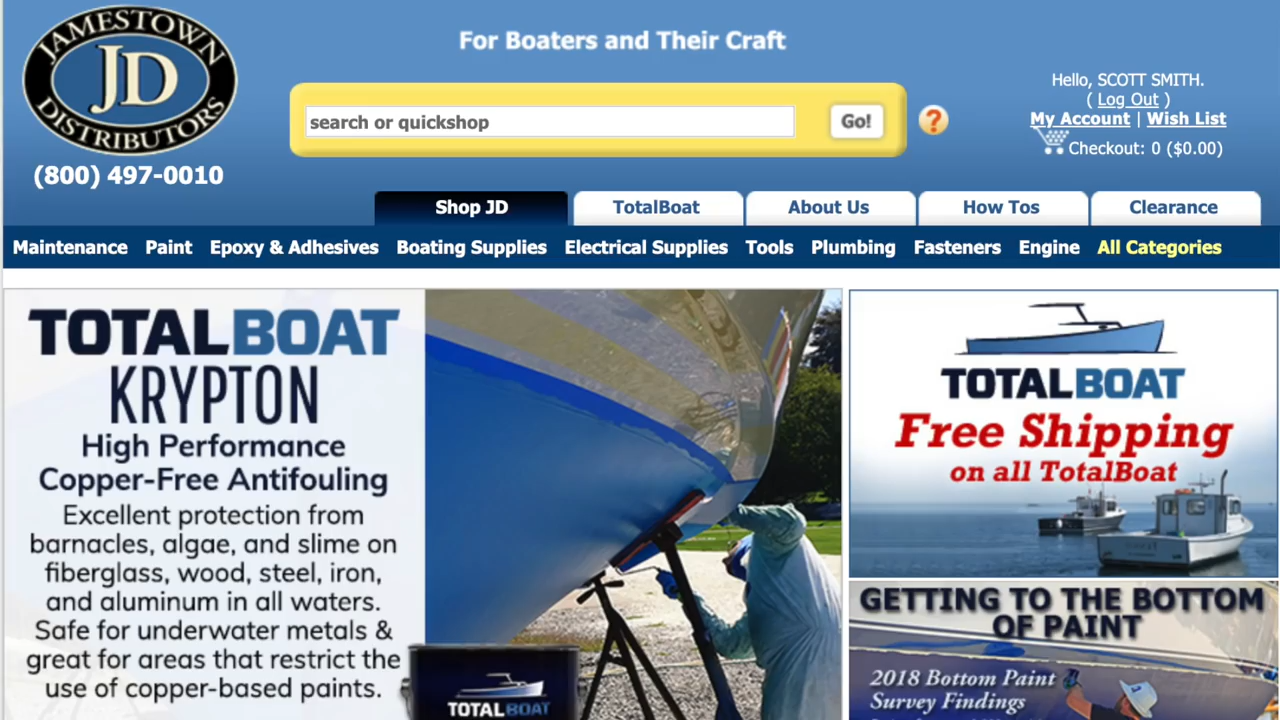 JAMESTOWN
JD
DISTRIBUTORS
(800) 497-0010
For Boaters and Their Craft
search or quickshop
Go!
?
Hello, SCOTT SMITH.
( Log Out )
My Account | Wish List
Checkout: 0 ($0.00)
Shop JD
TotalBoat
About Us
How Tos
Clearance
Maintenance
Paint
Epoxy & Adhesives
Boating Supplies
Electrical Supplies
Tools
Plumbing
Fasteners
Engine
All Categories
TOTALBOAT
KRYPTON
High Performance
Copper-Free Antifouling
Excellent protection from
barnacles, algae, and slime on
fiberglass, wood, steel, iron,
and aluminum in all waters.
Safe for underwater metals &
great for areas that restrict the
use of copper-based paints.
TOTALBOAT
TOTALBOAT
Free Shipping
on all TotalBoat
GETTING TO THE BOTTOM
OF PAINT
2018 Bottom Paint
Survey Findings